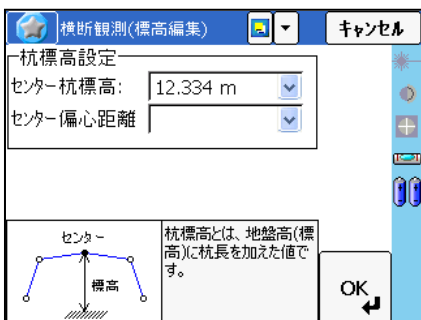 横断観測(標高編集)
キャンセル
杭標高設定
センター杭標高: 12.334 m
センター偏心距離
センター
標高
杭標高とは、地盤高(標
高)に杭長を加えた値で
す。
OK